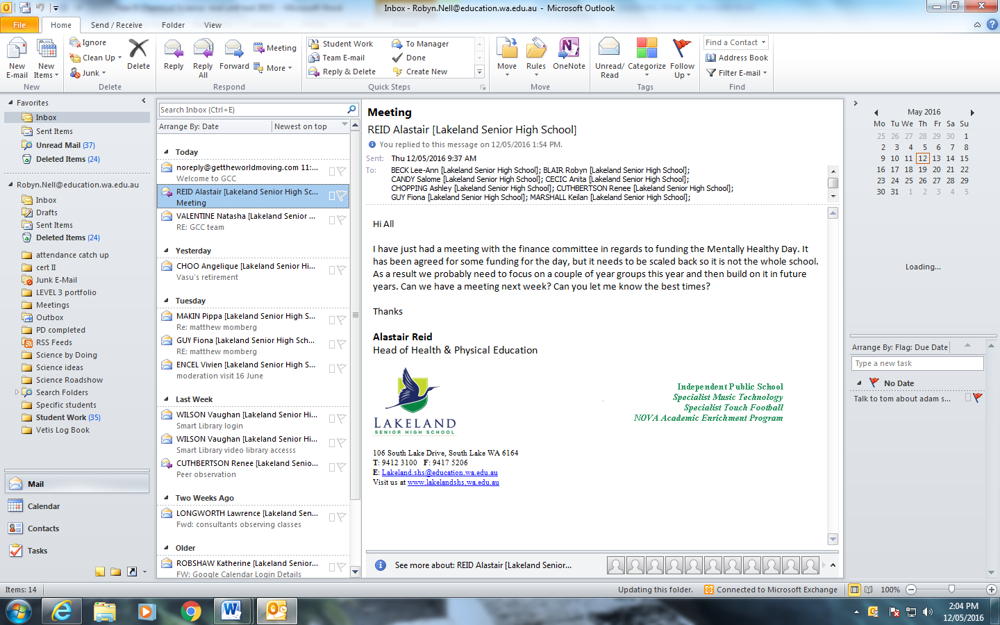 Inbox - Robyn.Nell@education.wa.edu.au - Microsoft Outlook
File Home Send / Receive Folder View
New E-mail
New Items
New
Ignore
Clean Up
Junk
Delete
Delete
Reply
Reply All
Forward
Meeting
More
Respond
Student Work
Team E-mail
Reply & Delete
To Manager
Done
Create New
Quick Steps
Move
Rules
OneNote
Move
Unread/ Read
Categorize
Follow Up
Tags
Find a Contact
Address Book
Filter E-mail
Find
Favorites
Inbox
Sent Items
Unread Mail (37)
Deleted Items (24)
Robyn.Nell@education.wa.edu.au
Inbox
Drafts
Sent Items
Deleted Items (24)
attendance catch up
cert II
Junk E-Mail
LEVEL 3 portfolio
Meetings
Outbox
PD completed
RSS Feeds
Science by Doing
Science ideas
Science Roadshow
Search Folders
Specific students
Student Work (35)
Vetis Log Book
Mail
Calendar
Contacts
Tasks
Search Inbox (Ctrl+E)
Arrange By: Date Newest on top
Today
noreply@gettheworldmoving.com 11:...
Welcome to GCC
REID Alastair [Lakeland Senior High Sc...
Meeting
VALENTINE Natasha [Lakeland Senior ...
RE: GCC team
Yesterday
CHOO Angelique [Lakeland Senior Hi...
Vasu's retirement
Tuesday
MAKIN Pippa [Lakeland Senior High S...
Re: matthew momberg
GUY Fiona [Lakeland Senior High Sch...
RE: matthew momberg
ENCEL Vivien [Lakeland Senior High S...
moderation visit 16 June
Last Week
WILSON Vaughan [Lakeland Senior Hi...
Smart Library login
WILSON Vaughan [Lakeland Senior Hi...
Smart Library video library accesss
CUTHBERTSON Renee [Lakeland Senio...
Peer observation
Two Weeks Ago
LONGWORTH Lawrence [Lakeland Sen...
Fwd: consultants observing classes
Older
ROBSHAW Katherine [Lakeland Senior...
FW: Google Calendar Login Details
Meeting
REID Alastair [Lakeland Senior High School]
You replied to this message on 12/05/2016 1:54 PM.
Sent: Thu 12/05/2016 9:37 AM
To: BECK Lee-Ann [Lakeland Senior High School]; BLAIR Robyn [Lakeland Senior High School];
CANDY Salome [Lakeland Senior High School]; CECIC Anita [Lakeland Senior High School];
CHOPPING Ashley [Lakeland Senior High School]; CUTHBERTSON Renee [Lakeland Senior High School];
GUY Fiona [Lakeland Senior High School]; MARSHALL Keilan [Lakeland Senior High School];
Hi All
I have just had a meeting with the finance committee in regards to funding the Mentally Healthy Day. It
has been agreed for some funding for the day, but it needs to be scaled back so it is not the whole school.
As a result we probably need to focus on a couple of year groups this year and then build on it in future
years. Can we have a meeting next week? Can you let me know the best times?
Thanks
Alastair Reid
Head of Health & Physical Education
LAKELAND
SENIOR HIGH SCHOOL
Independent Public School
Specialist Music Technology
Specialist Touch Football
NOVA Academic Enrichment Program
106 South Lake Drive, South Lake WA 6164
T: 9412 3100 F: 9417 5206
E: Lakeland.shs@education.wa.edu.au
Visit us at www.lakelandshs.wa.edu.au
See more about: REID Alastair [Lakeland Senior...
May 2016
Mo Tu We Th Fr Sa Su
25 26 27 28 29 30 1
2 3 4 5 6 7 8
9 10 11 12 13 14 15
16 17 18 19 20 21 22
23 24 25 26 27 28 29
30 31 1 2 3 4 5
Loading...
Arrange By: Flag: Due Date
Type a new task
No Date
Talk to tom about adam s...
Items: 14
Updating this folder.
Connected to Microsoft Exchange
100%
2:04 PM
12/05/2016